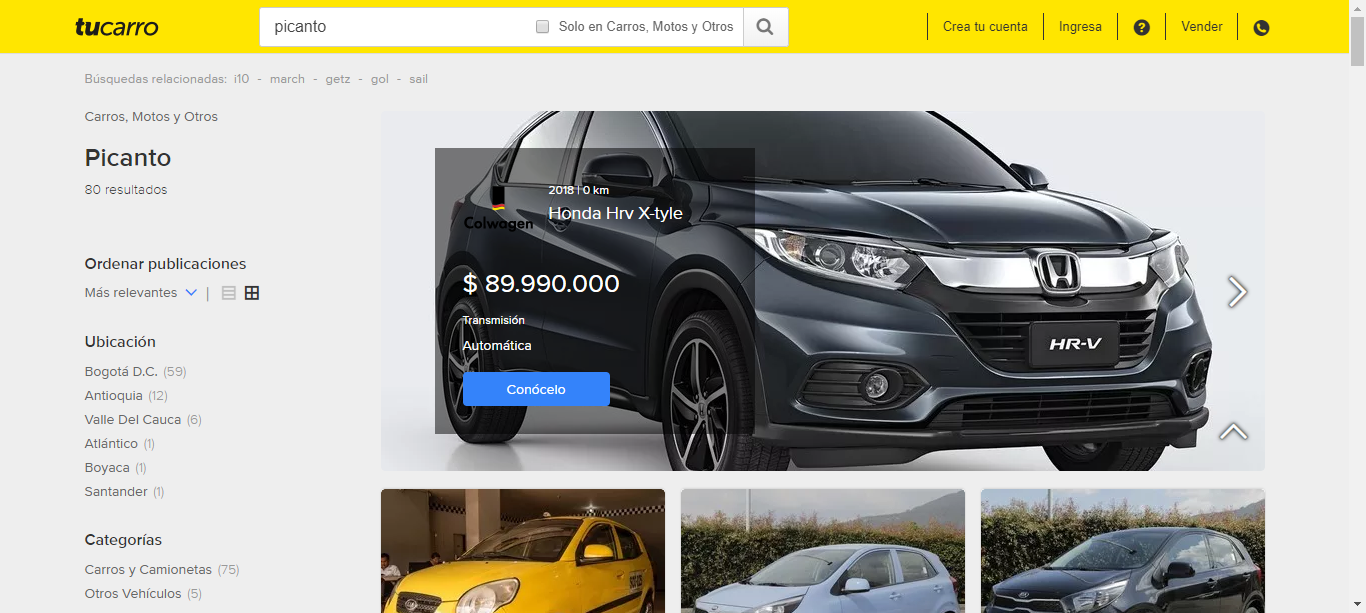 tucarro
picanto
Solo en Carros, Motos y Otros
Crea tu cuenta
Ingresa
?
Vender
Búsquedas relacionadas: i10 - march - getz - gol - sail
Carros, Motos y Otros
Picanto
80 resultados
Ordenar publicaciones
Más relevantes |
Ubicación
Bogotá D.C. (59)
Antioquia (12)
Valle Del Cauca (6)
Atlántico (1)
Boyaca (1)
Santander (1)
Categorías
Carros y Camionetas (75)
Otros Vehículos (5)
Colwagen
2018 | 0 km
Honda Hrv X-tyle
$ 89.990.000
Transmisión
Automática
Conócelo
HR-V